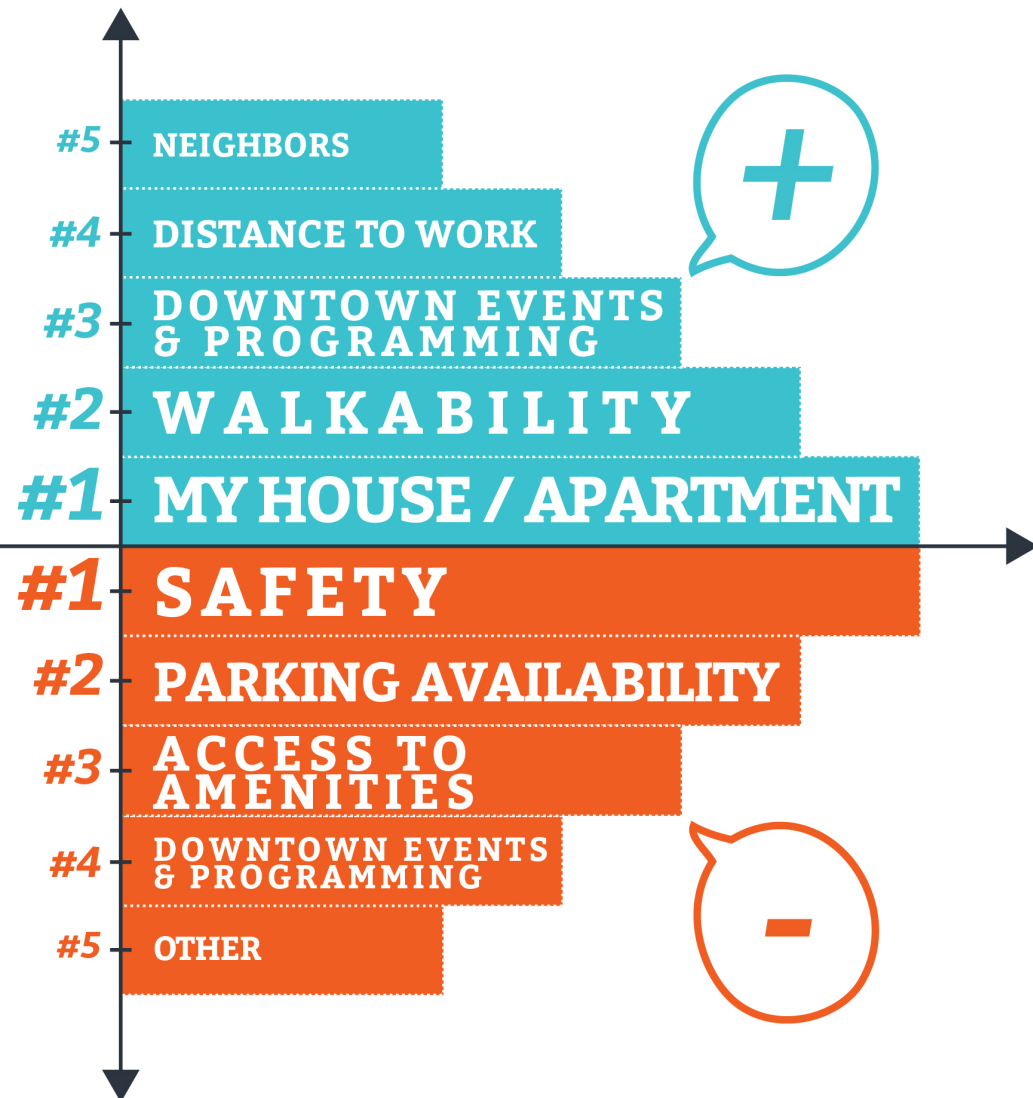 #5 NEIGHBORS
#4 DISTANCE TO WORK
#3 DOWNTOWN EVENTS
& PROGRAMMING
#2 WALKABILITY
#1 MY HOUSE / APARTMENT
#1 SAFETY
#2 PARKING AVAILABILITY
#3 ACCESS TO
AMENITIES
#4 DOWNTOWN EVENTS
& PROGRAMMING
#5 OTHER
+
-